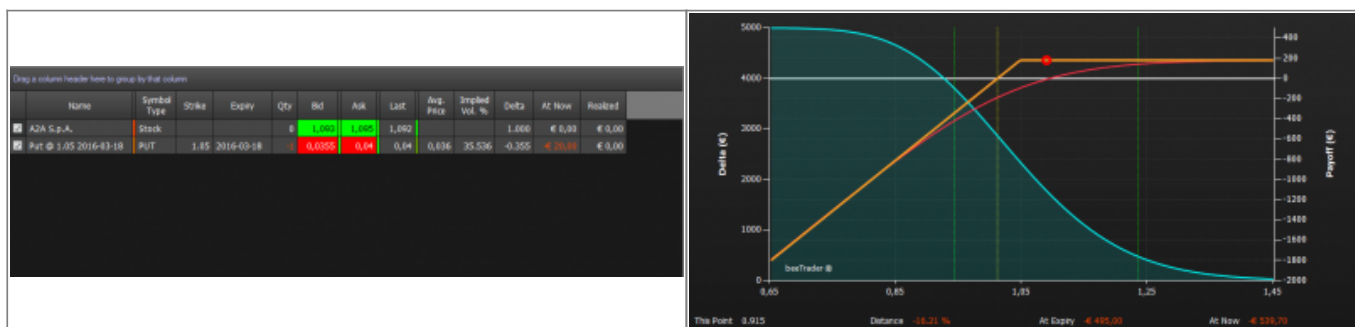 Drag a column header here to group by that column
Name Symbol Type Strike Expiry Qty Bid Ask Last Avg. Price Implied Vol. % Delta At Now Realized
A2A S.p.A. Stock 0 1,093 1,095 1,092 1.000 € 0,00 € 0,00
Put @ 1.05 2016-03-18 PUT 1.05 2016-03-18 -1 0,0355 0,04 0,04 0,036 35.536 -0.355 -€ 20,00 € 0,00
5000
4000
3000
2000
1000
0
Delta (€)
400
200
0
-200
-400
-600
-800
-1000
-1200
-1400
-1600
-1800
-2000
Payoff (€)
beeTrader ®
0,65 0,85 1,05 1,25 1,45
This Point 0.915 Distance -16.21 % At Expiry -€ 495,00 At Now -€ 539,70